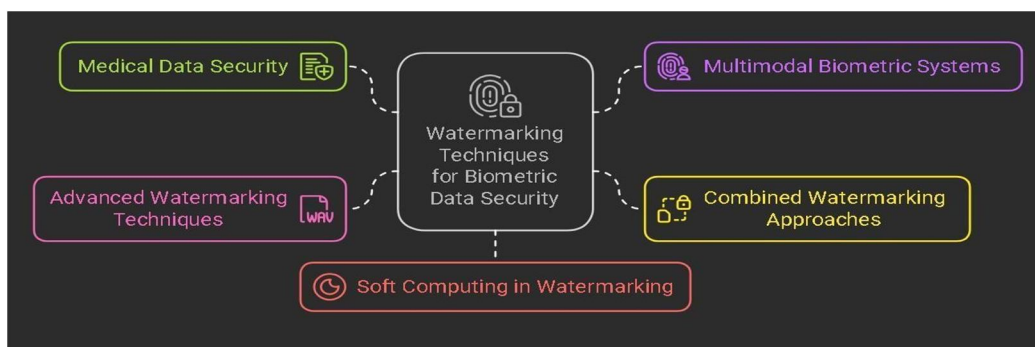 Medical Data Security
Multimodal Biometric Systems
Watermarking
Techniques
for Biometric
Data Security
Advanced Watermarking
Techniques
WAV
Combined Watermarking
Approaches
Soft Computing in Watermarking